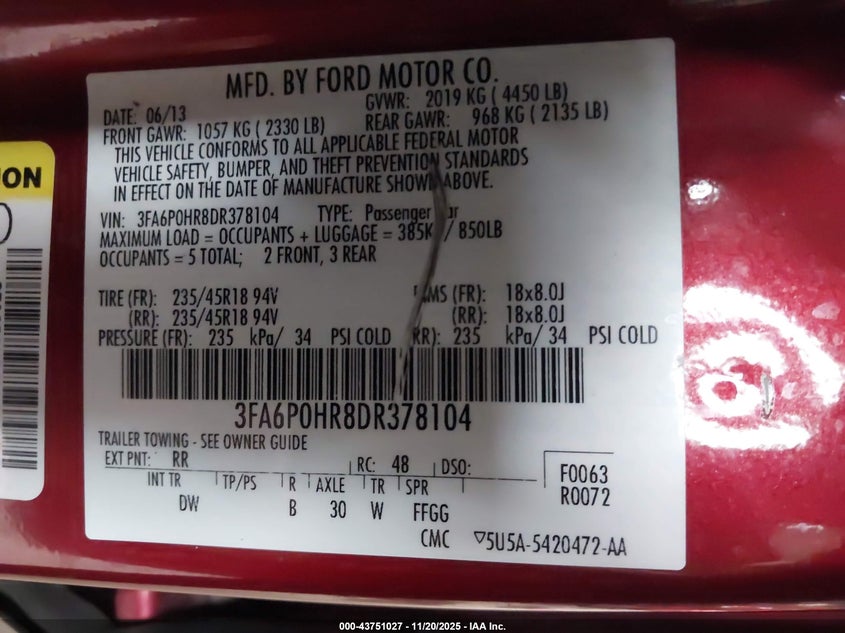 MFD. BY FORD MOTOR CO.
DATE: 06/13 GVWR: 2019 KG ( 4450 LB)
FRONT GAWR: 1057 KG ( 2330 LB) REAR GAWR: 968 KG ( 2135 LB)
THIS VEHICLE CONFORMS TO ALL APPLICABLE FEDERAL MOTOR
VEHICLE SAFETY, BUMPER, AND THEFT PREVENTION STANDARDS
IN EFFECT ON THE DATE OF MANUFACTURE SHOWN ABOVE.
VIN: 3FA6P0HR8DR378104 TYPE: Passenger
MAXIMUM LOAD = OCCUPANTS + LUGGAGE = 385K / 850LB
OCCUPANTS = 5 TOTAL; 2 FRONT, 3 REAR
TIRE (FR): 235/45R18 94V (FR): 18x8.0J
(RR): 235/45R18 94V (RR): 18x8.0J
PRESSURE (FR): 235 kPa/ 34 PSI COLD RR): 235 kPa/ 34 PSI COLD
3FA6P0HR8DR378104
TRAILER TOWING - SEE OWNER GUIDE
EXT PNT: RR RC: 48 DSO: F0063
INT TR TP/PS R AXLE TR SPR R0072
DW B 30 W FFGG
CMC ▽5U5A-5420472-AA
000-43751027 - 11/20/2025 - IAA Inc.